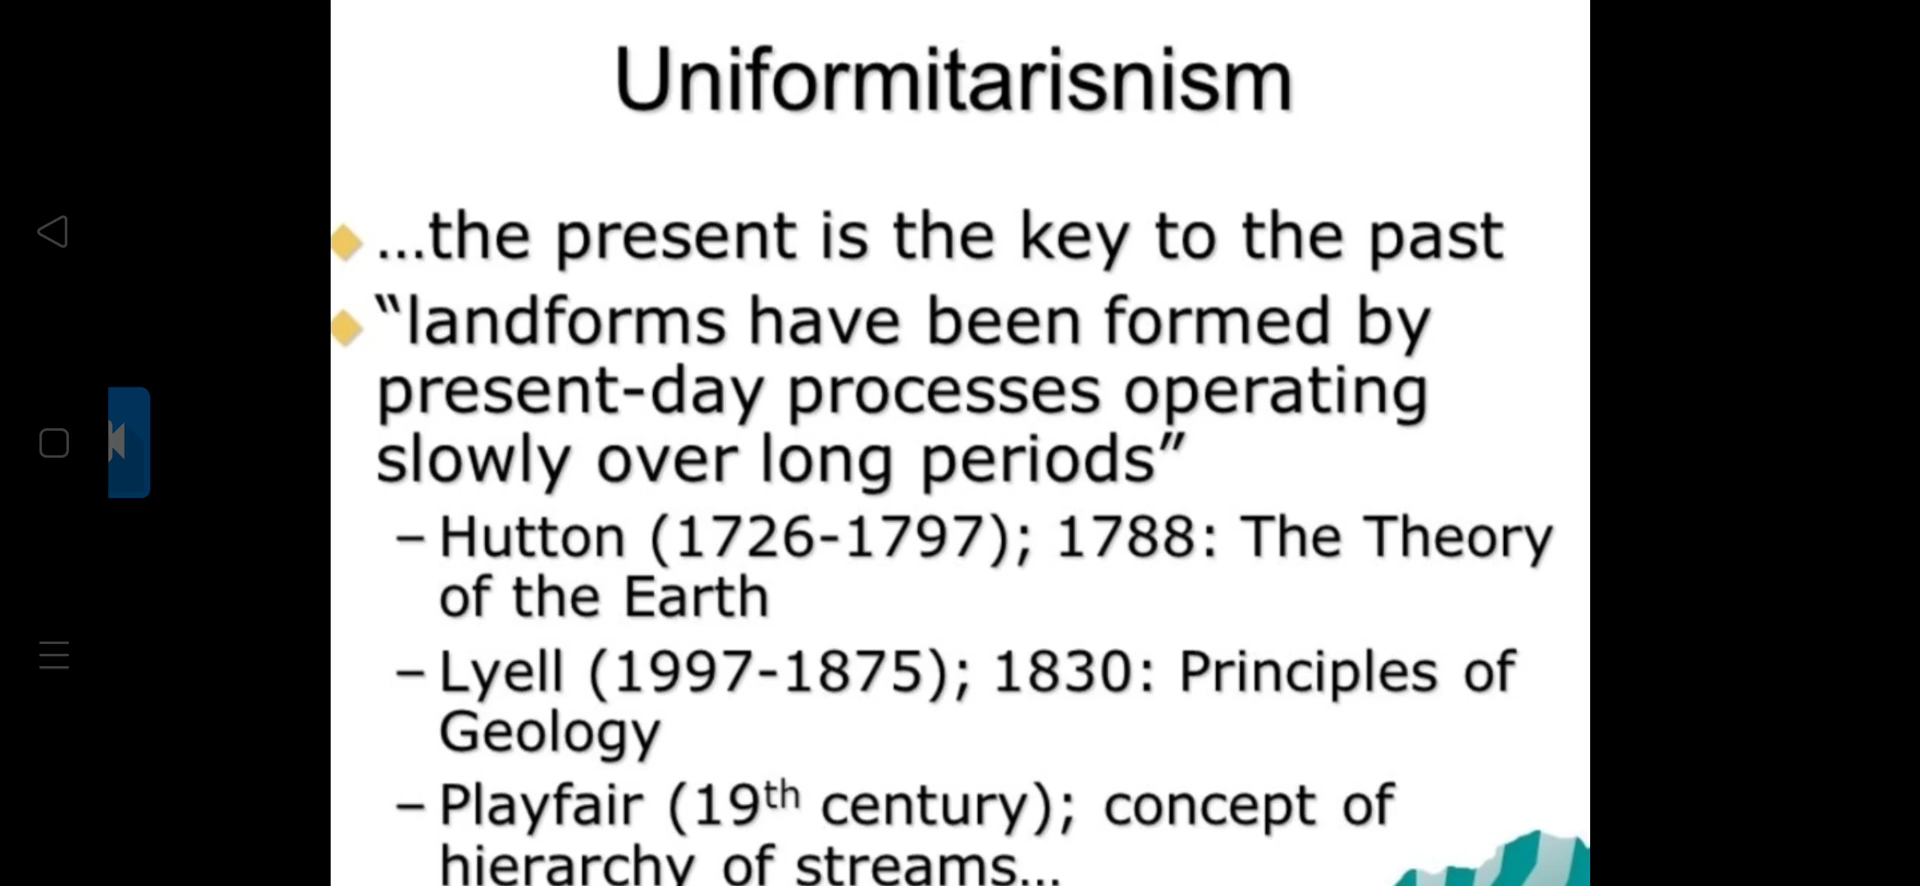 Uniformitarisnism
...the present is the key to the past
“landforms have been formed by
present-day processes operating
slowly over long periods”
– Hutton (1726-1797); 1788: The Theory
of the Earth
– Lyell (1997-1875); 1830: Principles of
Geology
– Playfair (19th century); concept of
hierarchy of streams...